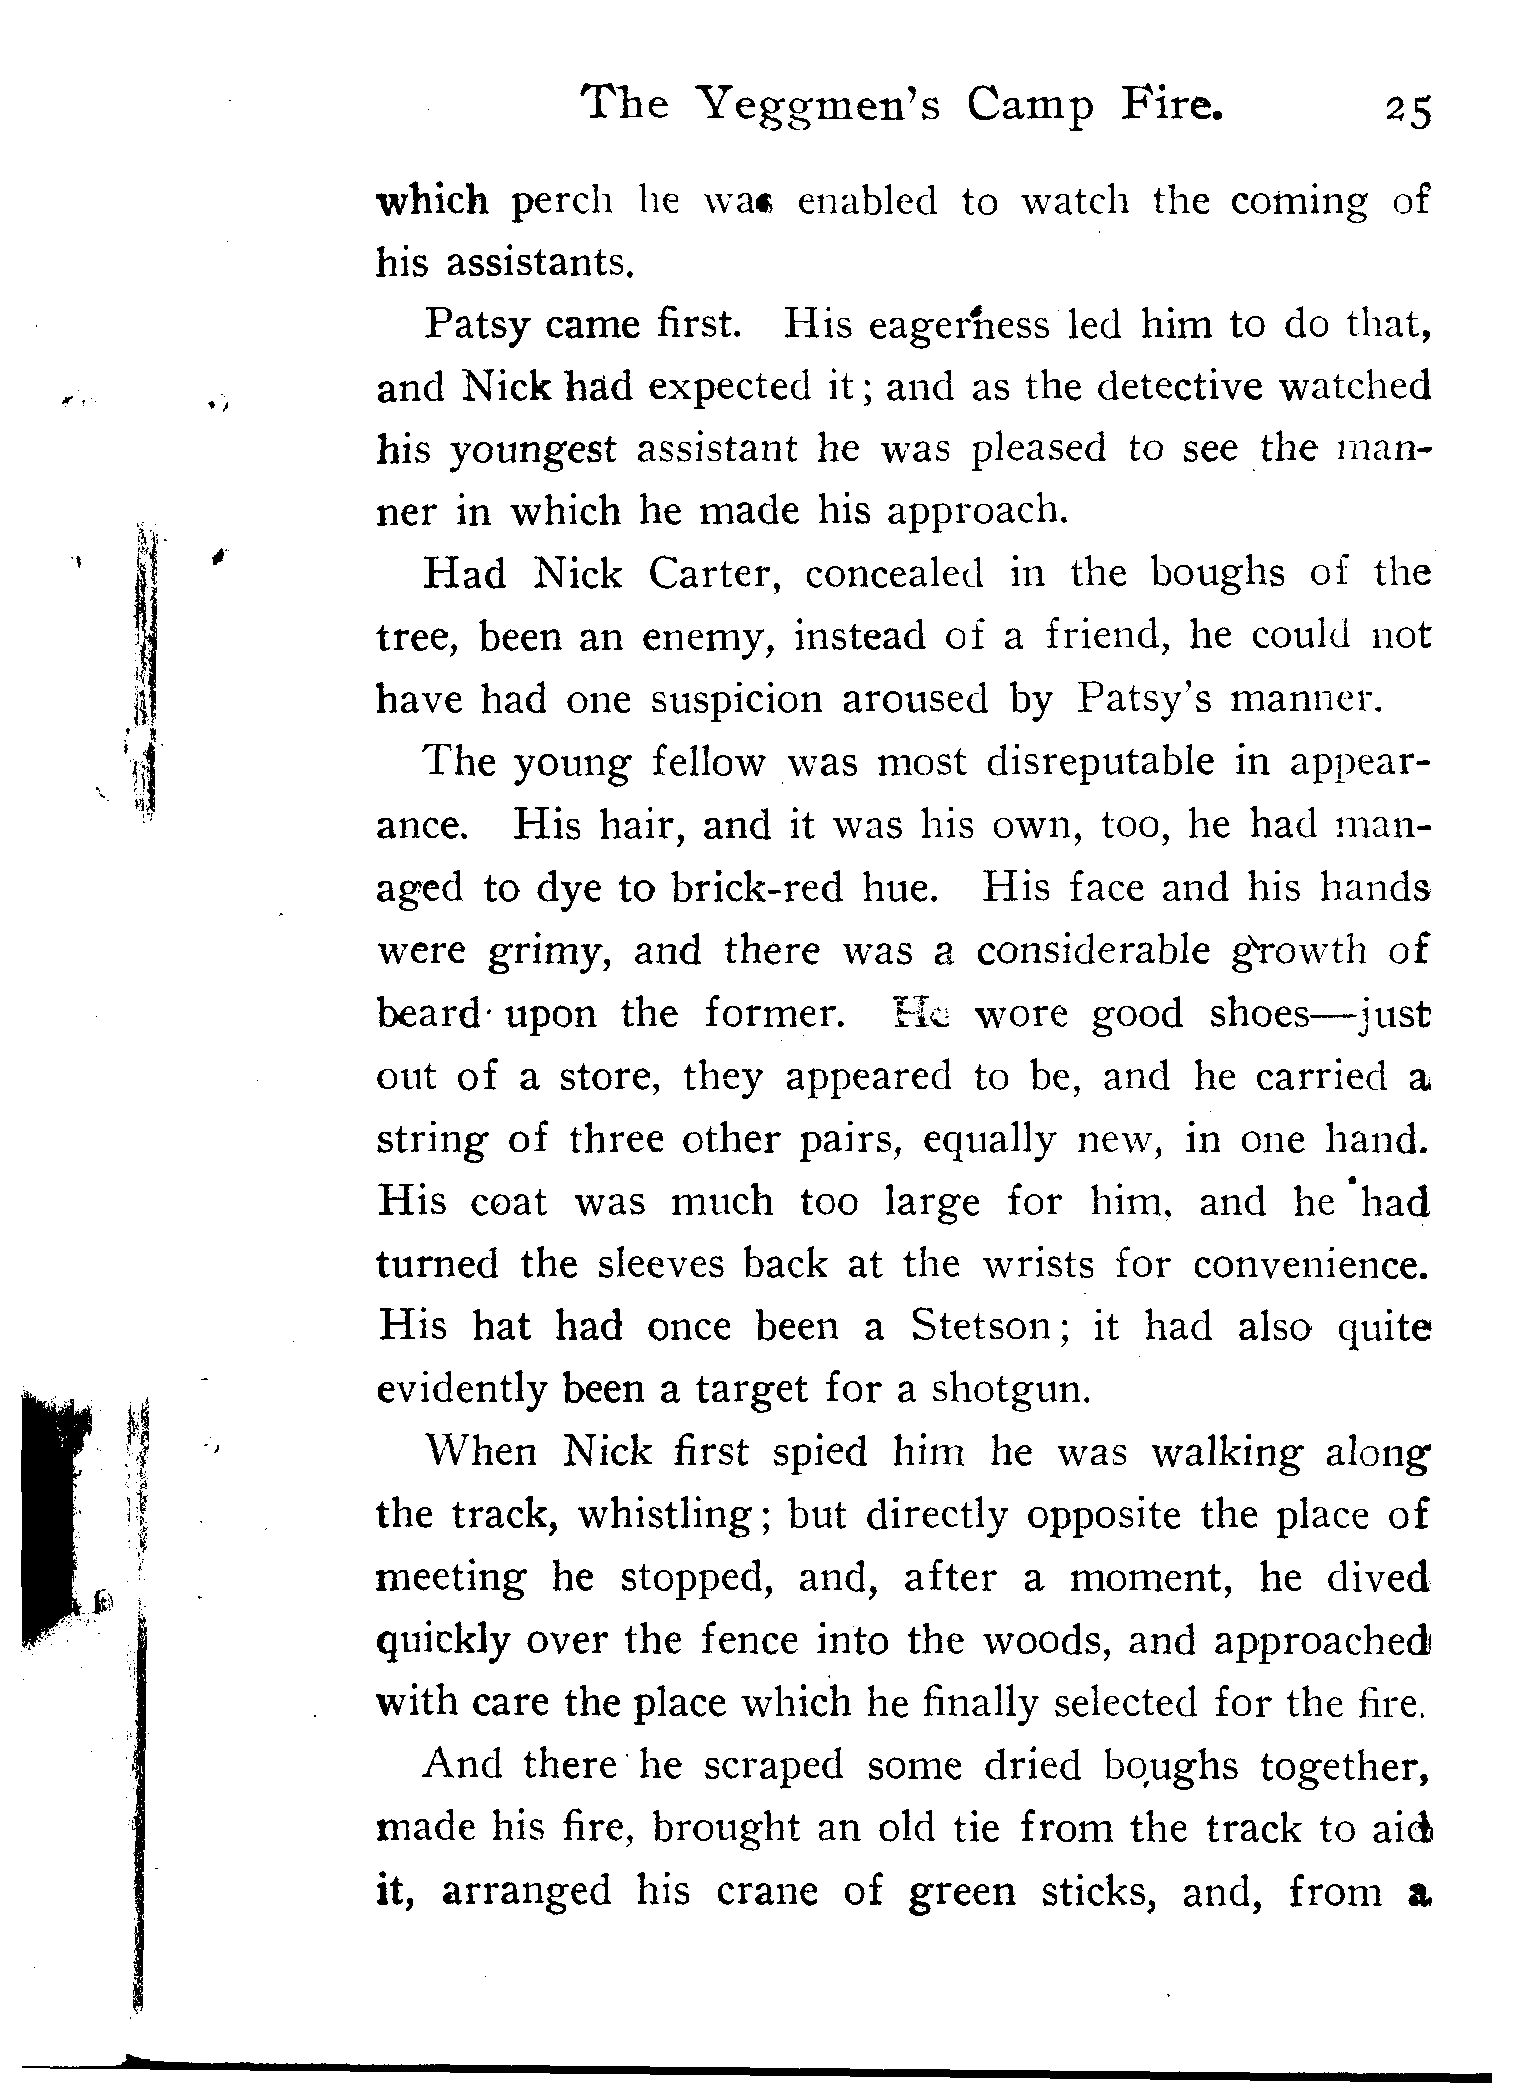 The Yeggmen's Camp Fire. 25
which perch he was enabled to watch the coming of
his assistants.
Patsy came first. His eagerness led him to do that,
and Nick had expected it; and as the detective watched
his youngest assistant he was pleased to see the man-
ner in which he made his approach.
Had Nick Carter, concealed in the boughs of the
tree, been an enemy, instead of a friend, he could not
have had one suspicion aroused by Patsy's manner.
The young fellow was most disreputable in appear-
ance. His hair, and it was his own, too, he had man-
aged to dye to brick-red hue. His face and his hands
were grimy, and there was a considerable growth of
beard upon the former. He wore good shoes—just
out of a store, they appeared to be, and he carried a
string of three other pairs, equally new, in one hand.
His coat was much too large for him, and he had
turned the sleeves back at the wrists for convenience.
His hat had once been a Stetson; it had also quite
evidently been a target for a shotgun.
When Nick first spied him he was walking along
the track, whistling; but directly opposite the place of
meeting he stopped, and, after a moment, he dived
quickly over the fence into the woods, and approached
with care the place which he finally selected for the fire.
And there he scraped some dried boughs together,
made his fire, brought an old tie from the track to aid
it, arranged his crane of green sticks, and, from a